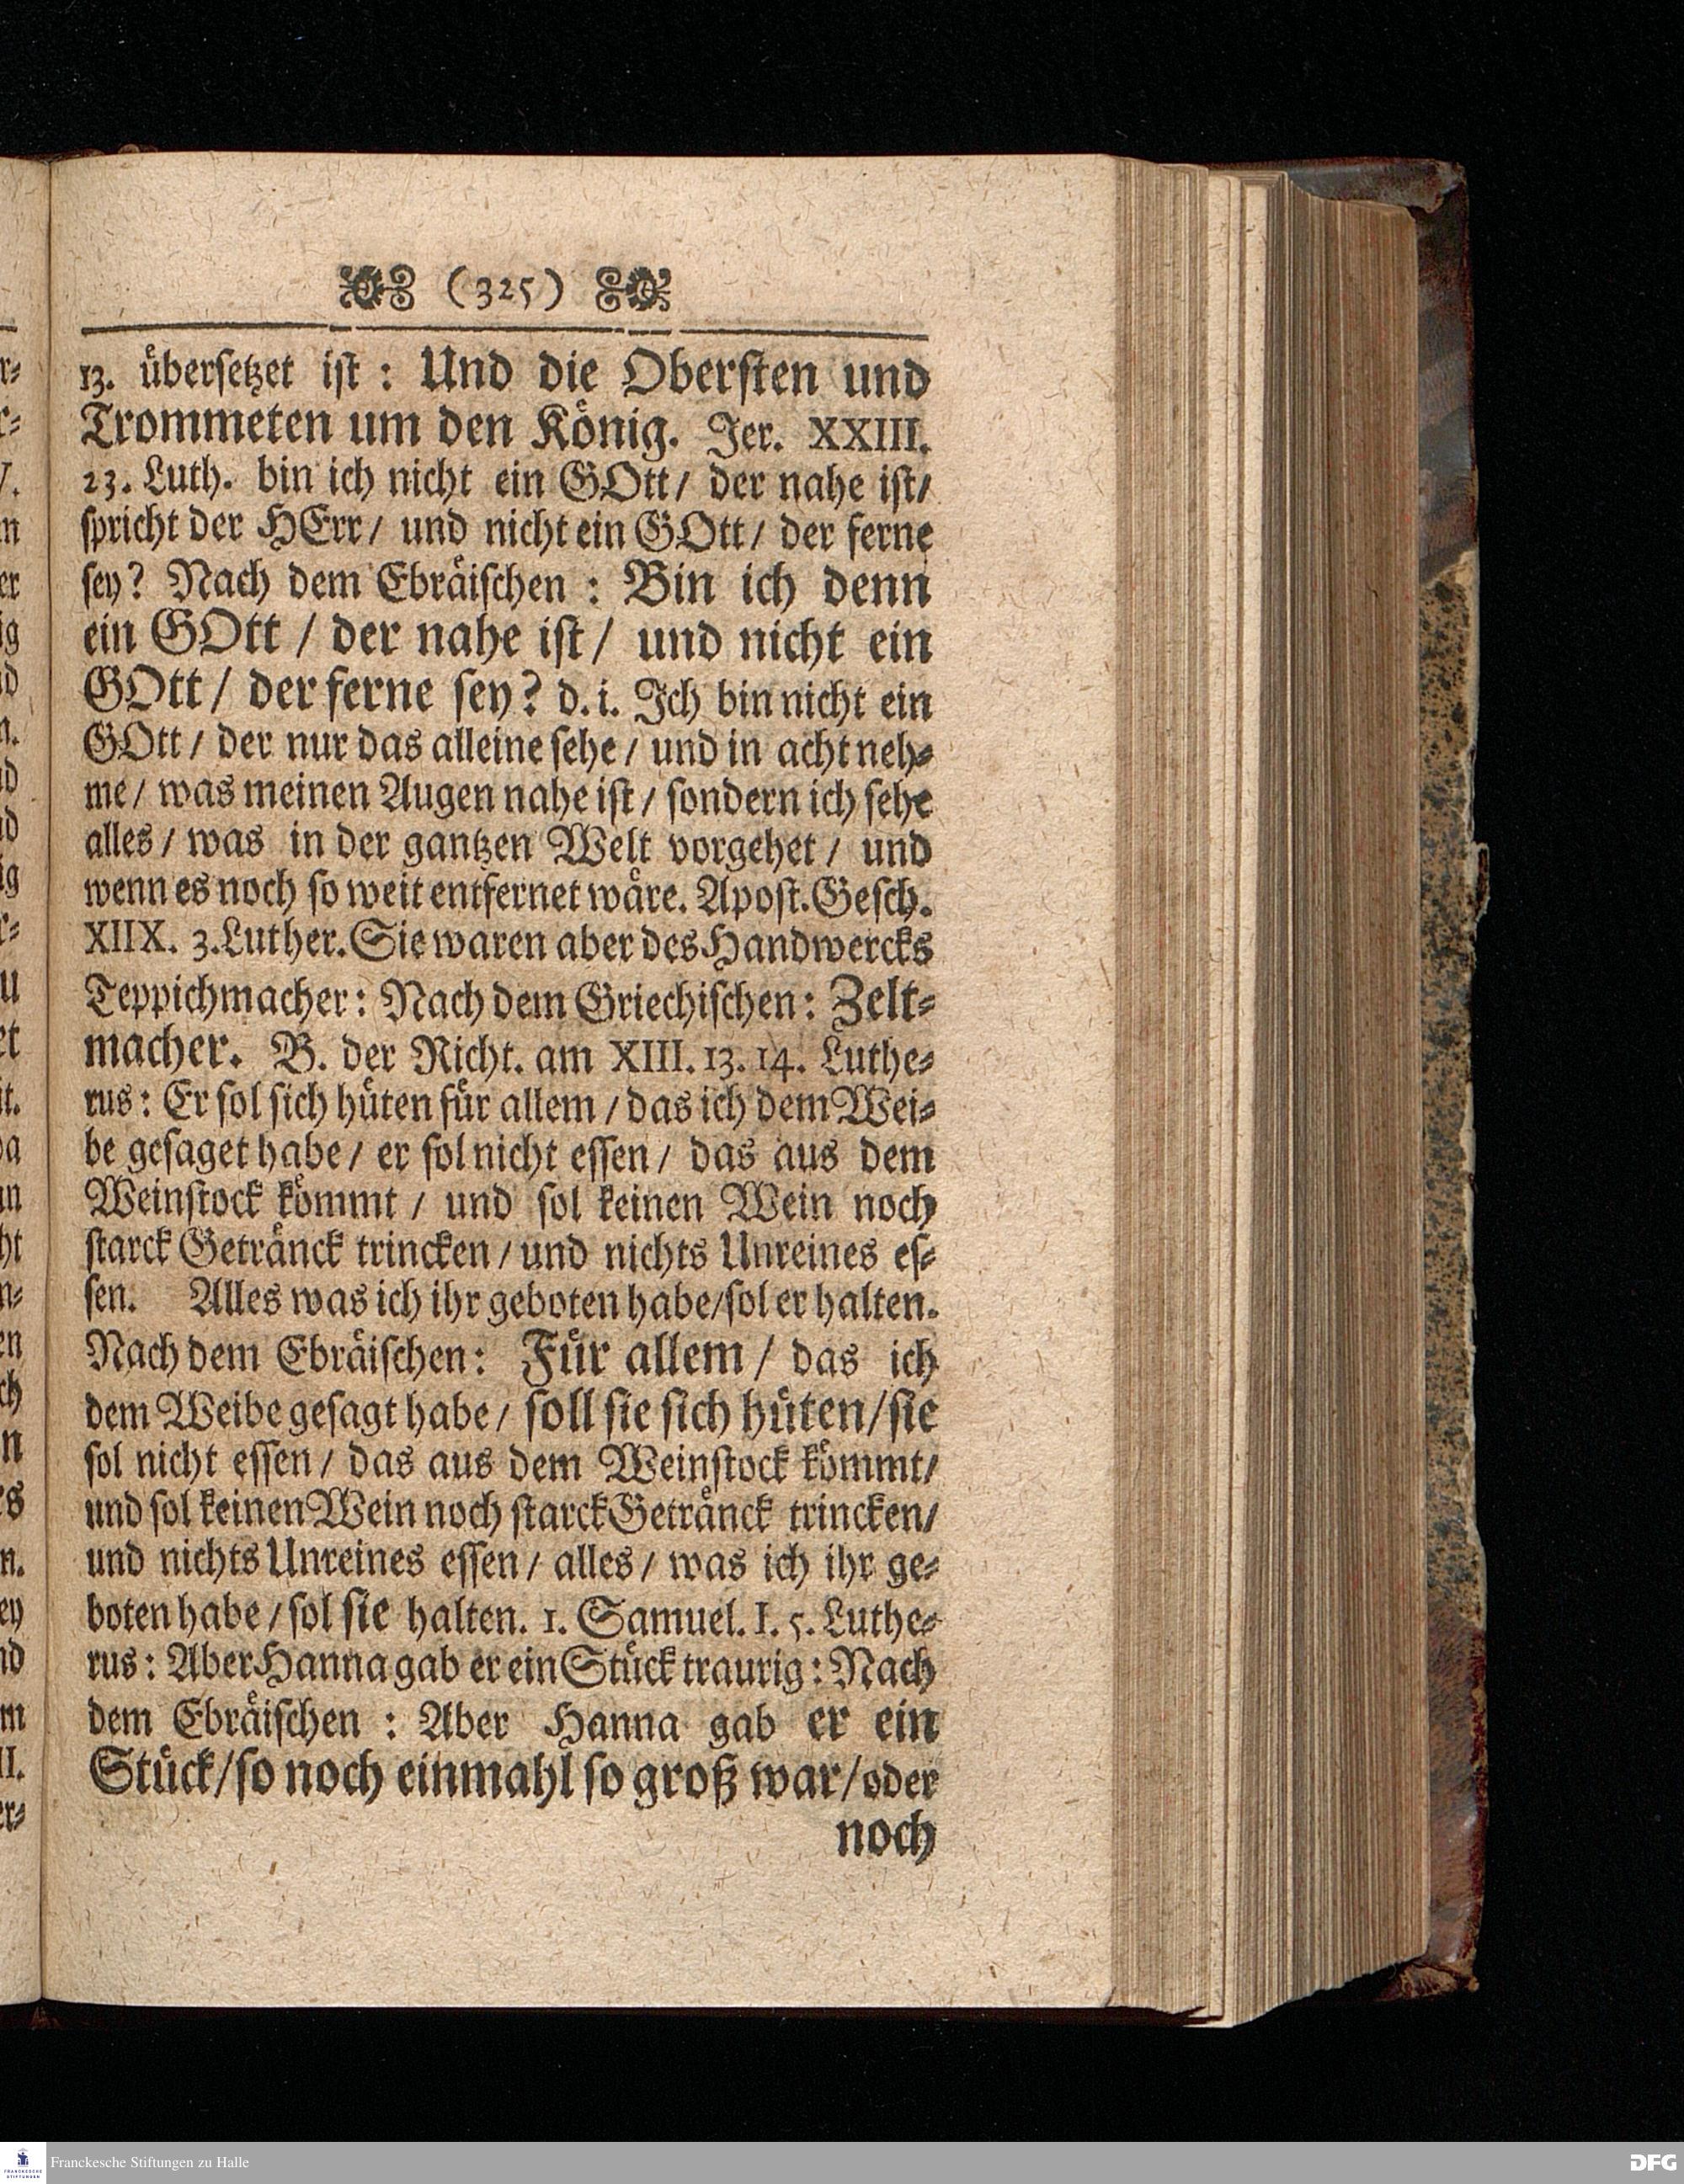 (325)
13. übersetzet ist : Und die Obersten und
Trommeten um den König. Jer. XXIII.
23. Luth. bin ich nicht ein GOtt/ der nahe ist/
spricht der HErr/ und nicht ein GOtt/ der ferne
sey? Nach dem Ebräischen : Bin ich denn
ein GOtt / der nahe ist/ und nicht ein
GOtt/ der ferne sey? d. i. Ich bin nicht ein
GOtt/ der nur das alleine sehe/ und in acht neh-
me/ was meinen Augen nahe ist/ sondern ich sehe
alles/ was in der gantzen Welt vorgehet/ und
wenn es noch so weit entfernet wäre. Apost. Gesch.
XIIX. 3. Luther. Sie waren aber des Handwercks
Teppichmacher: Nach dem Griechischen: Zelt-
macher. B. der Richt. am XIII. 13. 14. Luthe-
rus: Er sol sich hüten für allem/ das ich dem Wei-
be gesaget habe/ er sol nicht essen/ das aus dem
Weinstock kömmt/ und sol keinen Wein noch
starck Getränck trincken/ und nichts Unreines es-
sen. Alles was ich ihr geboten habe/ sol er halten.
Nach dem Ebräischen: Für allem/ das ich
dem Weibe gesagt habe/ soll sie sich hüten/ sie
sol nicht essen/ das aus dem Weinstock kömmt/
und sol keinen Wein noch starck Getränck trincken/
und nichts Unreines essen/ alles/ was ich ihr ge-
boten habe/ sol sie halten. 1. Samuel. I. 5. Luthe-
rus: Aber Hanna gab er ein Stück traurig: Nach
dem Ebräischen : Aber Hanna gab er ein
Stück/ so noch einmahl so groß war/ oder
noch
Franckesche Stiftungen zu Halle
DFG